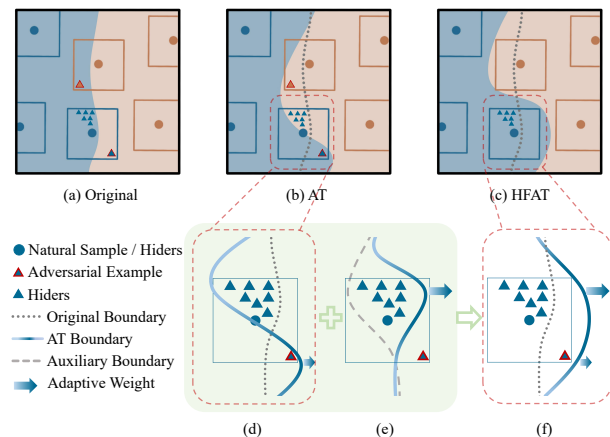 (a) Original
(b) AT
(c) HFAT
Natural Sample / Hiders
Adversarial Example
Hiders
Original Boundary
AT Boundary
Auxiliary Boundary
Adaptive Weight
(d)
(e)
(f)